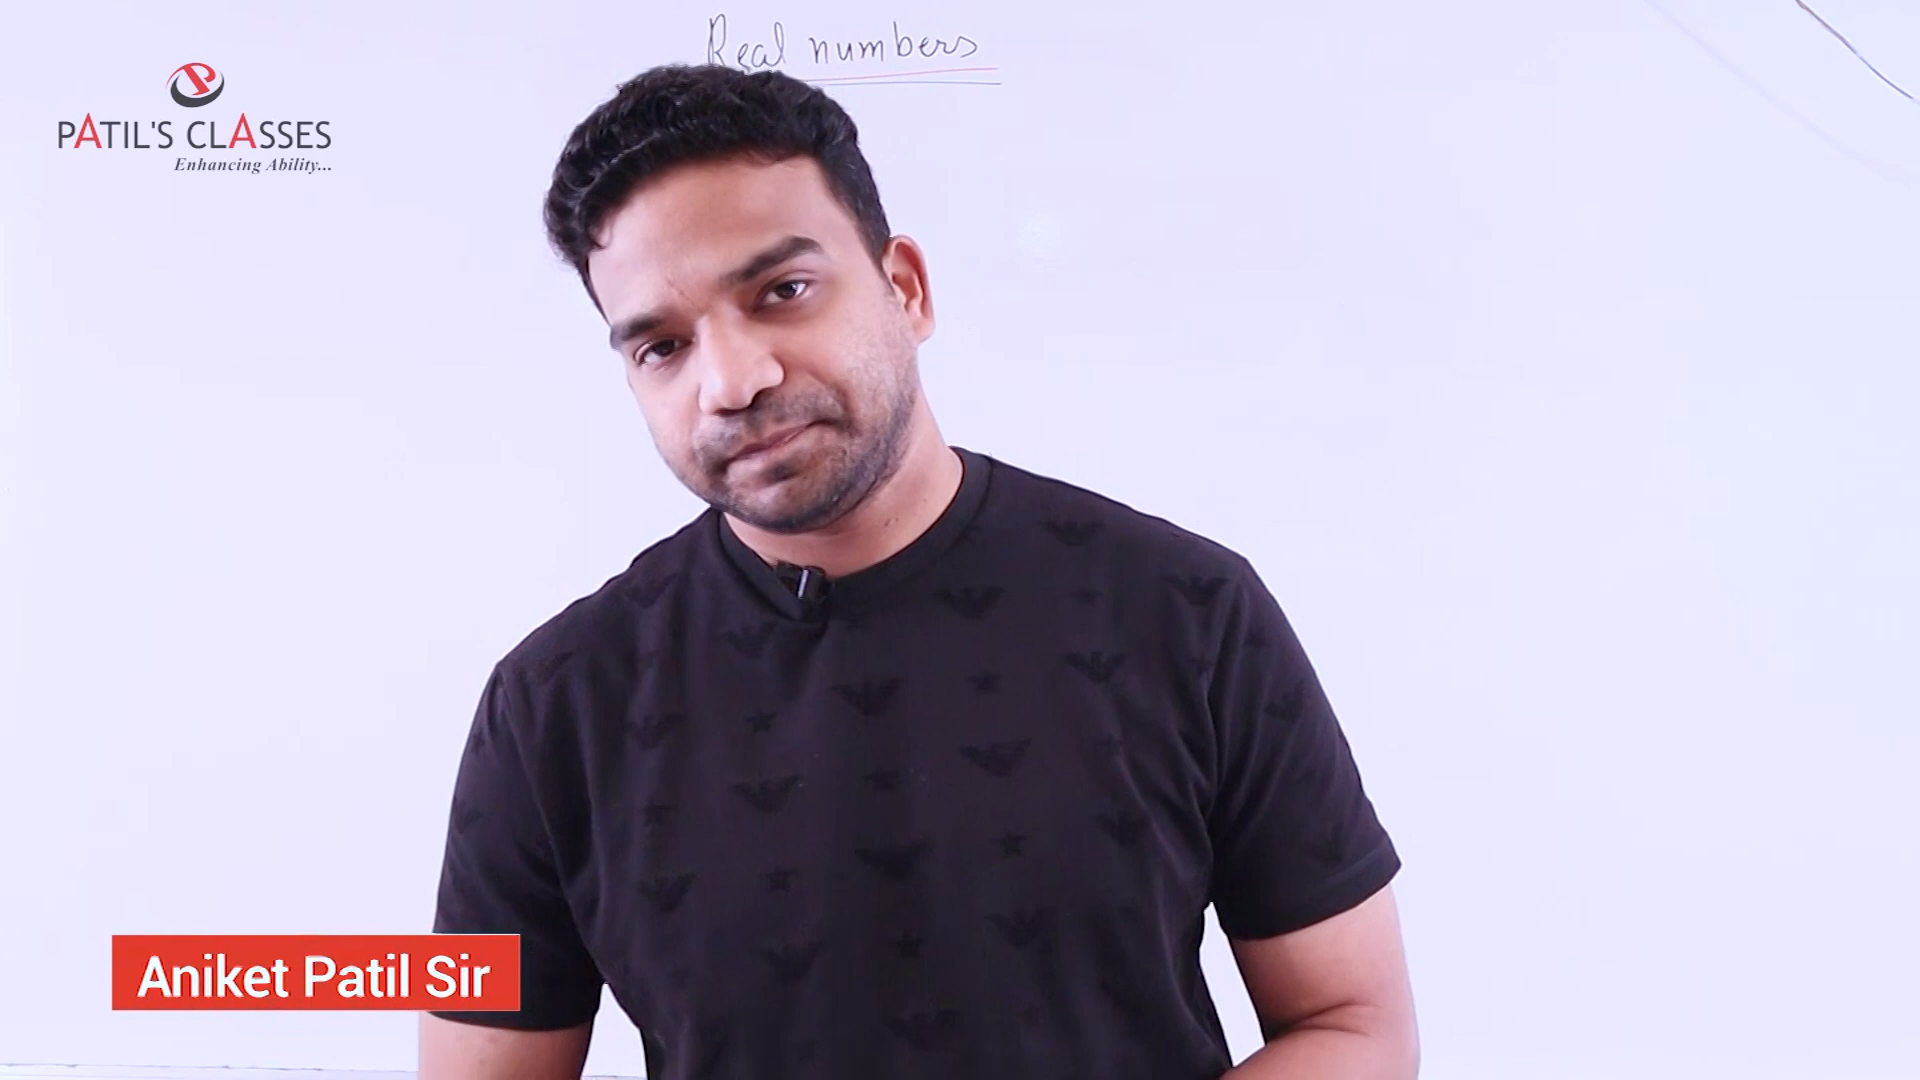 Real numbers
PATIL'S CLASSES
Enhancing Ability...
Aniket Patil Sir